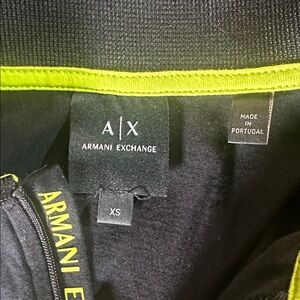 A|X
ARMANI EXCHANGE
XS
MADE
IN
PORTUGAL
ARMANI E